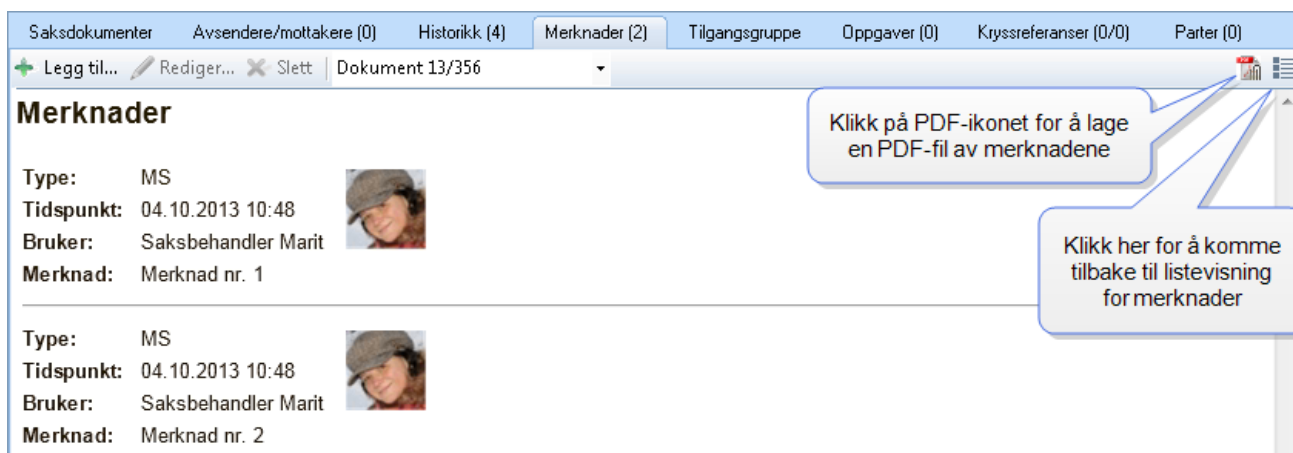 Saksdokumenter Avsendere/mottakere (0) Historikk (4) Merknader (2) Tilgangsgruppe Oppgaver (0) Kryssreferanser (0/0) Parter (0)
Legg til... Rediger... Slett Dokument 13/356
PDF
Merknader
Klikk på PDF-ikonet for å lage
en PDF-fil av merknadene
Type: MS
Tidspunkt: 04.10.2013 10:48
Bruker: Saksbehandler Marit
Merknad: Merknad nr. 1
Klikk her for å komme
tilbake til listevisning
for merknader
Type: MS
Tidspunkt: 04.10.2013 10:48
Bruker: Saksbehandler Marit
Merknad: Merknad nr. 2